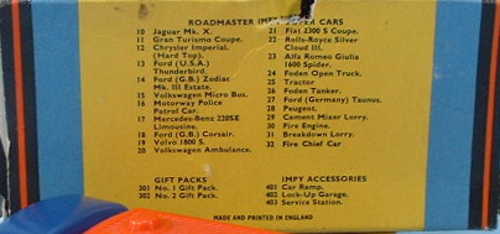 ROADMASTER IMPY SUPER CARS
10 Jaguar Mk. X.
11 Gran Turismo Coupe.
12 Chrysler Imperial.
(Hard Top).
13 Ford (U.S.A.)
Thunderbird.
14 Ford (G.B.) Zodiac
Mk. III Estate.
15 Volkswagen Micro Bus.
16 Motorway Police
Patrol Car.
17 Mercedes-Benz 220SE
Limousine.
18 Ford (G.B.) Corsair.
19 Volvo 1800 S.
20 Volkswagen Ambulance.
21 Fiat 2300 S Coupe.
22 Rolls-Royce Silver
Cloud III.
23 Alfa Romeo Giulia
1600 Spider.
24 Foden Open Truck.
25 Tractor
26 Foden Tanker.
27 Ford (Germany) Taunus.
28 Peugeot.
29 Cement Mixer Lorry.
30 Fire Engine.
31 Breakdown Lorry.
32 Fire Chief Car
GIFT PACKS
301 No. 1 Gift Pack.
302 No. 2 Gift Pack.
IMPY ACCESSORIES
401 Car Ramp.
402 Lock-Up Garage.
403 Service Station.
MADE AND PRINTED IN ENGLAND